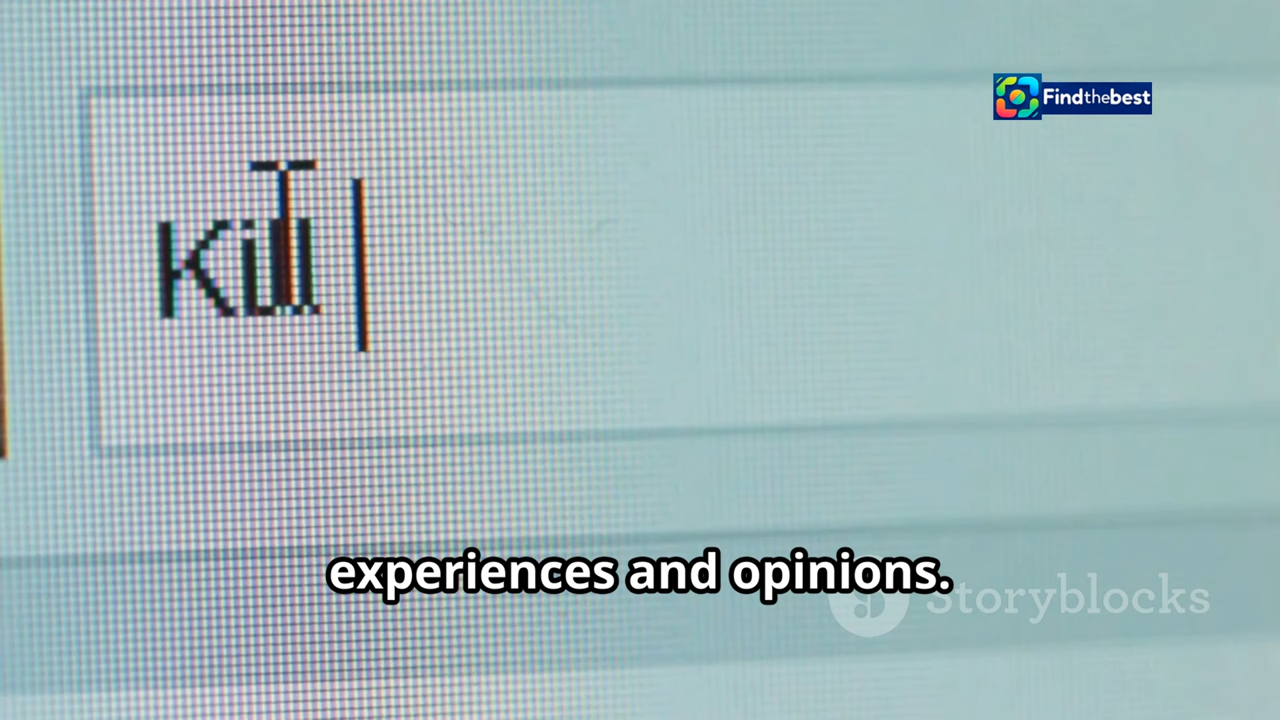 Findthebest
Kill
experiences and opinions.
Storyblocks